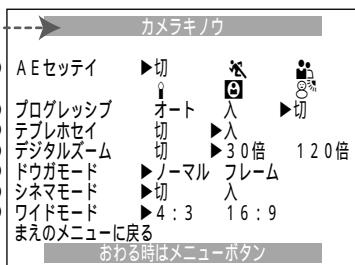 カメラキノウ
AEセッテイ ▶切
プログレッシブ オート 入 ▶切
テブレホセイ 切 ▶入
デジタルズーム 切 ▶30倍 120倍
ドウガモード ▶ノーマル フレーム
シネマモード ▶切 入
ワイドモード ▶4:3 16:9
まえのメニューに戻る
おわる時はメニューボタン